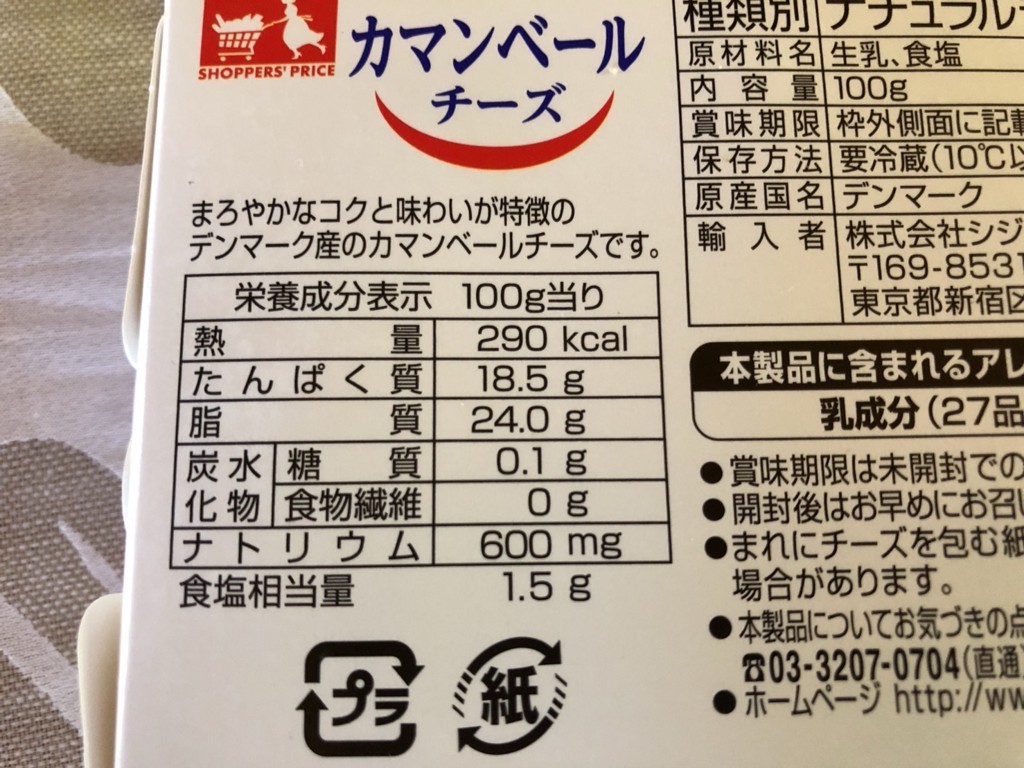 SHOPPERS' PRICE
カマンベール
チーズ
まろやかなコクと味わいが特徴の
デンマーク産のカマンベールチーズです。
栄養成分表示 100g当り
熱量 290 kcal
たんぱく質 18.5 g
脂質 24.0 g
炭水化物 糖質 0.1 g
食物繊維 0 g
ナトリウム 600 mg
食塩相当量 1.5 g
プラ
紙
種類別 ナチュラル
原材料名 生乳、食塩
内容量 100g
賞味期限 枠外側面に記載
保存方法 要冷蔵(10℃以
原産国名 デンマーク
輸入者 株式会社シジ
〒169-8531
東京都新宿区
本製品に含まれるアレ
乳成分(27品
●賞味期限は未開封での
●開封後はお早めにお召し
●まれにチーズを包む紙
場合があります。
●本製品についてお気づきの点
☎03-3207-0704(直通)
●ホームページ http://ww